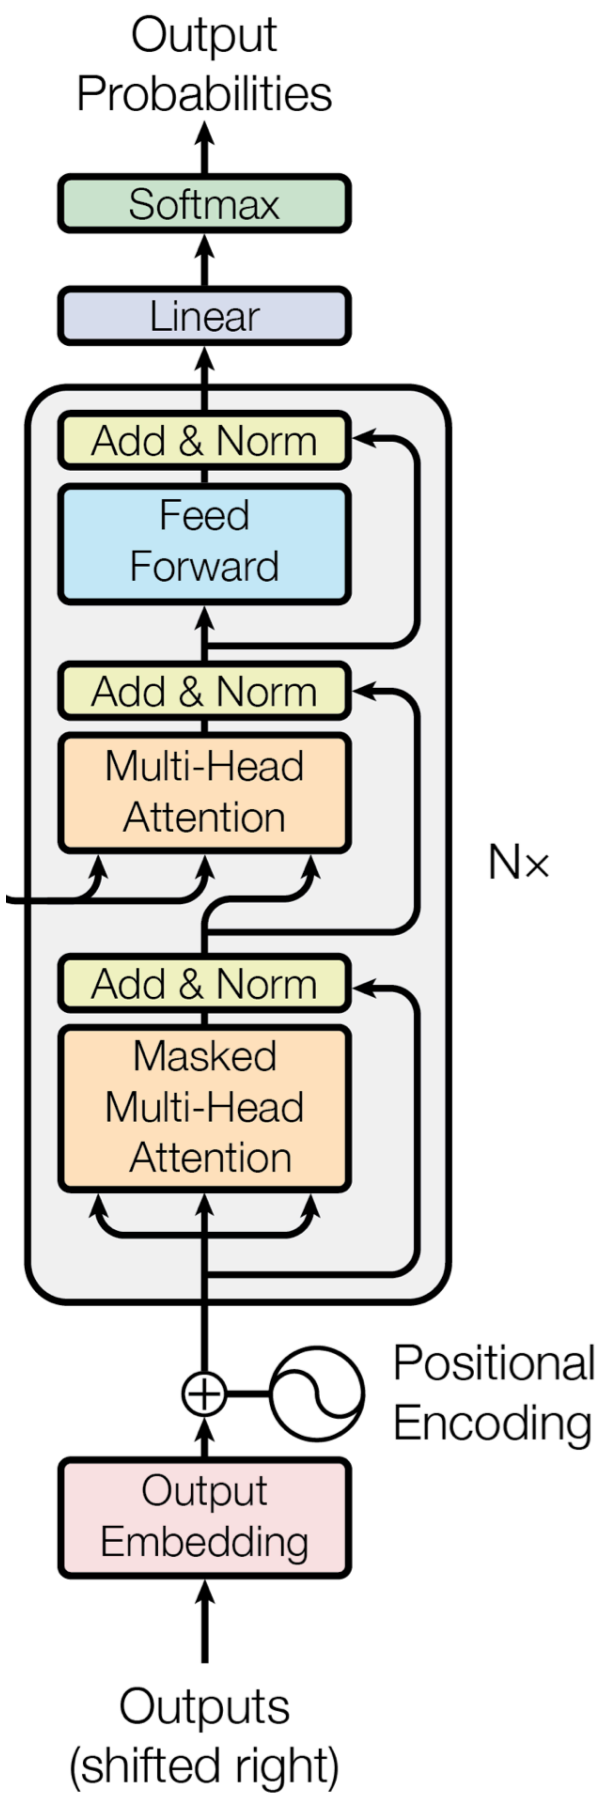 Output
Probabilities
Softmax
Linear
Add & Norm
Feed
Forward
Add & Norm
Multi-Head
Attention
N×
Add & Norm
Masked
Multi-Head
Attention
Positional
Encoding
Output
Embedding
Outputs
(shifted right)